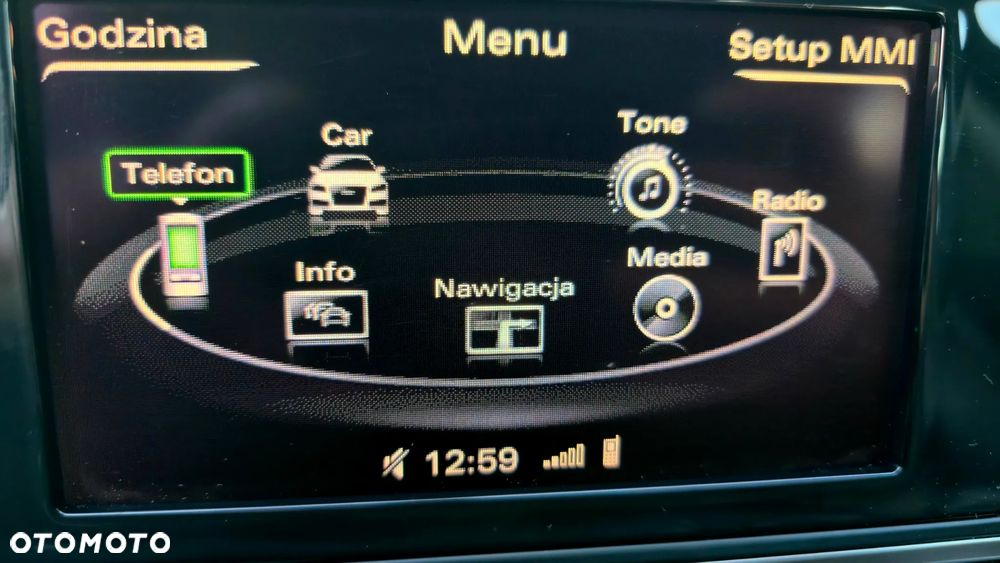 Godzina
Menu
Setup MMI
Car
Tone
Telefon
Radio
Info
Media
Nawigacja
12:59
OTOMOTO